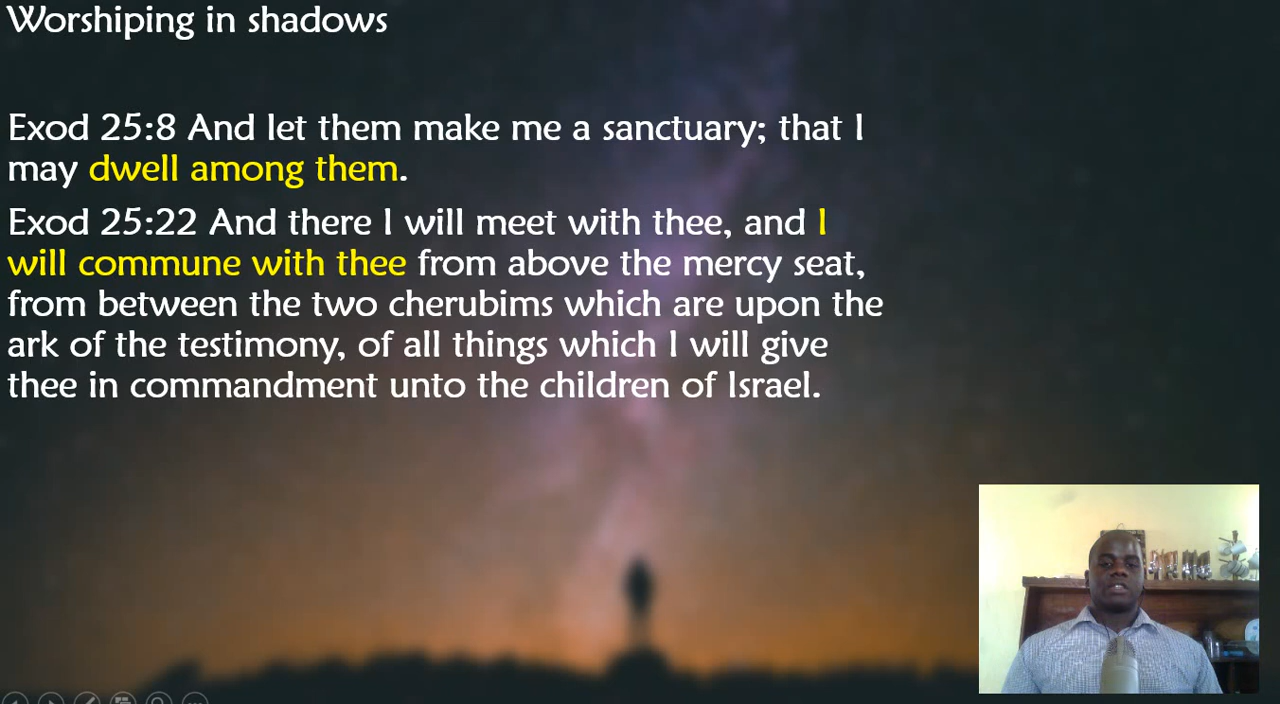 Worshiping in shadows
Exod 25:8 And let them make me a sanctuary; that I
may dwell among them.
Exod 25:22 And there I will meet with thee, and I
will commune with thee from above the mercy seat,
from between the two cherubims which are upon the
ark of the testimony, of all things which I will give
thee in commandment unto the children of Israel.